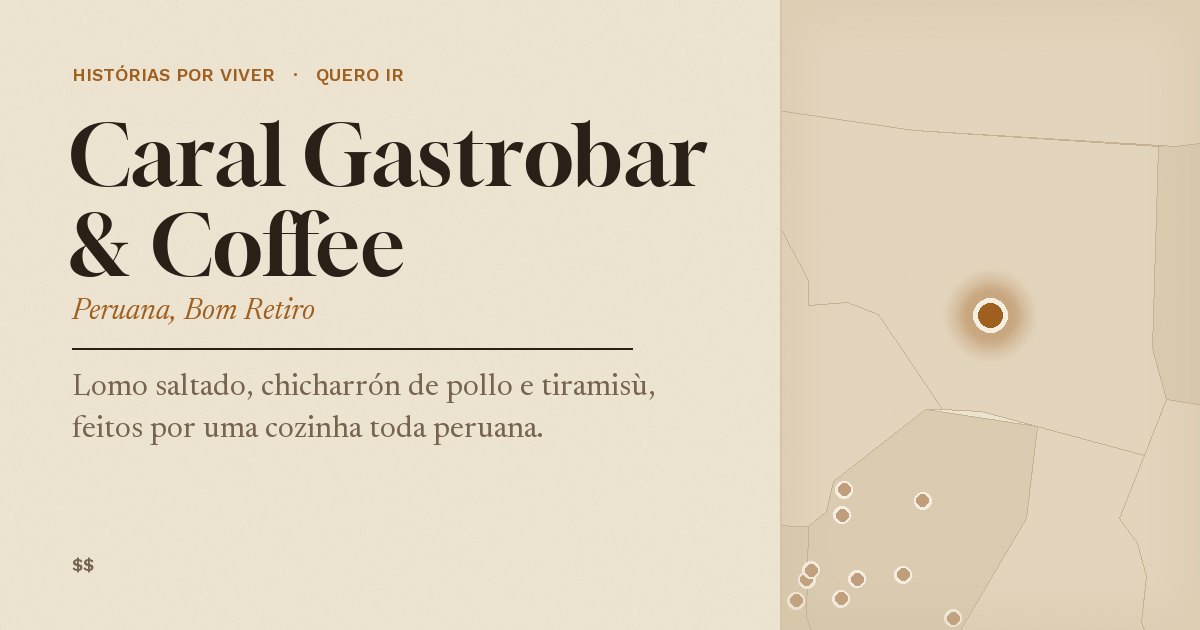 HISTÓRIAS POR VIVER · QUERO IR
Caral Gastrobar
& Coffee
Peruana, Bom Retiro
Lomo saltado, chicharrón de pollo e tiramisù,
feitos por uma cozinha toda peruana.
$$